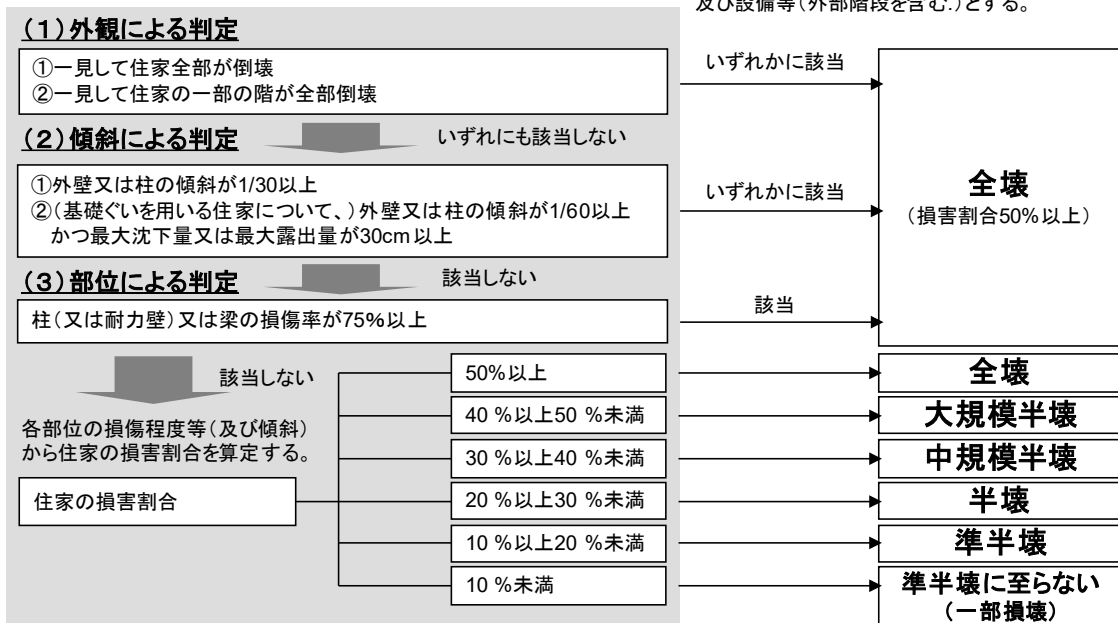 及び設備等(外部階段を含む.)とする。
(1)外観による判定
①一見して住家全部が倒壊
②一見して住家の一部の階が全部倒壊
いずれかに該当
(2)傾斜による判定
いずれにも該当しない
①外壁又は柱の傾斜が1/30以上
②(基礎ぐいを用いる住家について、)外壁又は柱の傾斜が1/60以上
かつ最大沈下量又は最大露出量が30cm以上
いずれかに該当
全壊
(損害割合50%以上)
(3)部位による判定
該当しない
柱(又は耐力壁)又は梁の損傷率が75%以上
該当
該当しない
各部位の損傷程度等(及び傾斜)
から住家の損害割合を算定する。
住家の損害割合
50%以上
全壊
40 %以上50 %未満
大規模半壊
30 %以上40 %未満
中規模半壊
20 %以上30 %未満
半壊
10 %以上20 %未満
準半壊
10 %未満
準半壊に至らない
(一部損壊)